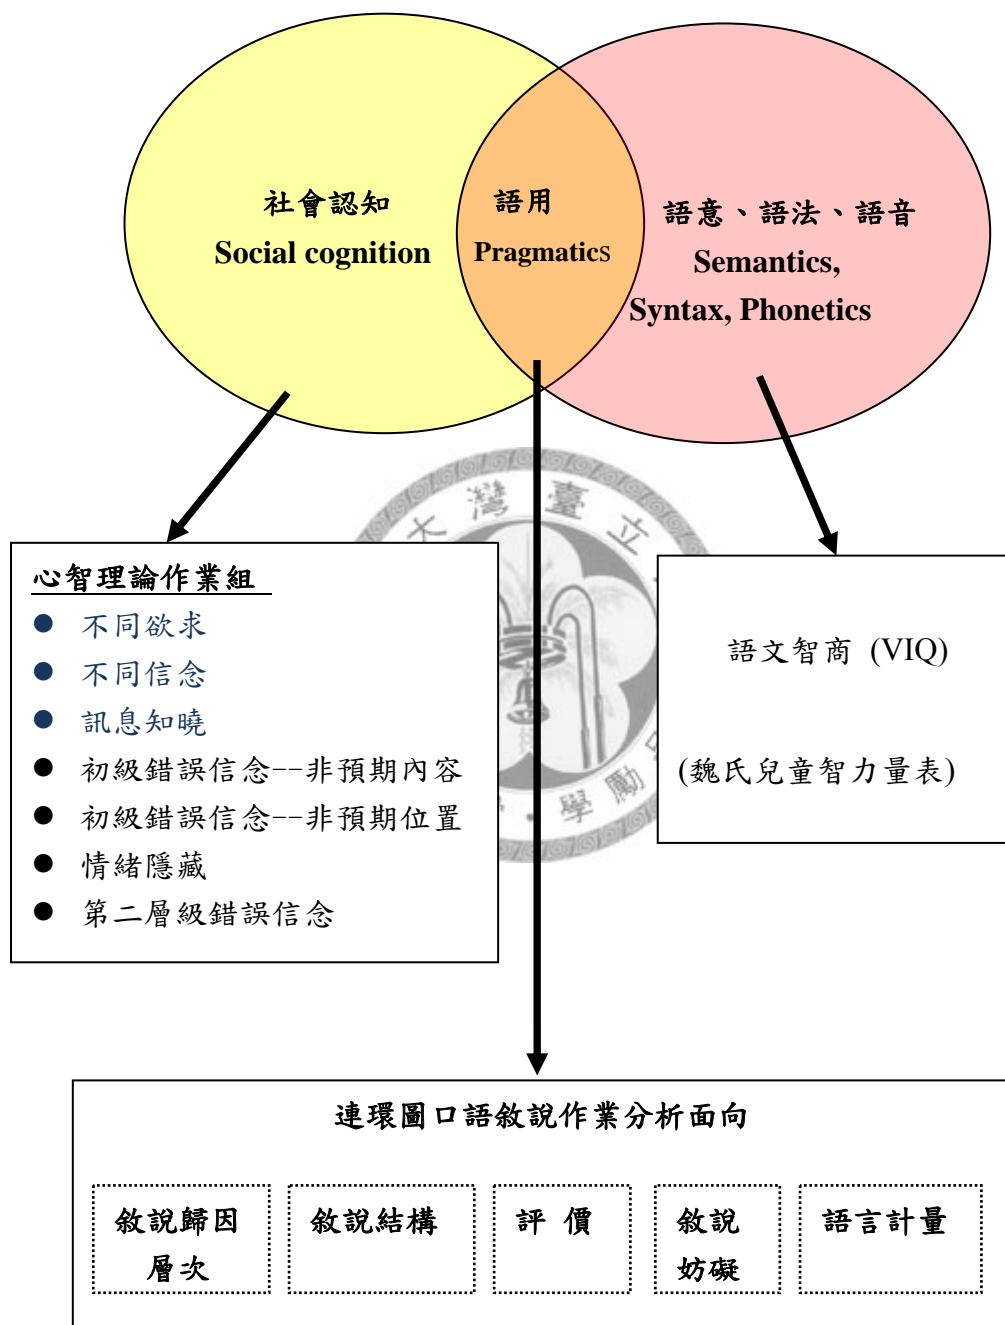 社會認知
Social cognition
語用
Pragmatics
語意、語法、語音
Semantics,
Syntax, Phonetics
大 灣 臺 立
學 勵
心智理論作業組
● 不同欲求
● 不同信念
● 訊息知曉
● 初級錯誤信念--非預期內容
● 初級錯誤信念--非預期位置
● 情緒隱藏
● 第二層級錯誤信念
語文智商 (VIQ)
(魏氏兒童智力量表)
連環圖口語敘說作業分析面向
敘說歸因
層次
敘說結構
評 價
敘說
妨礙
語言計量